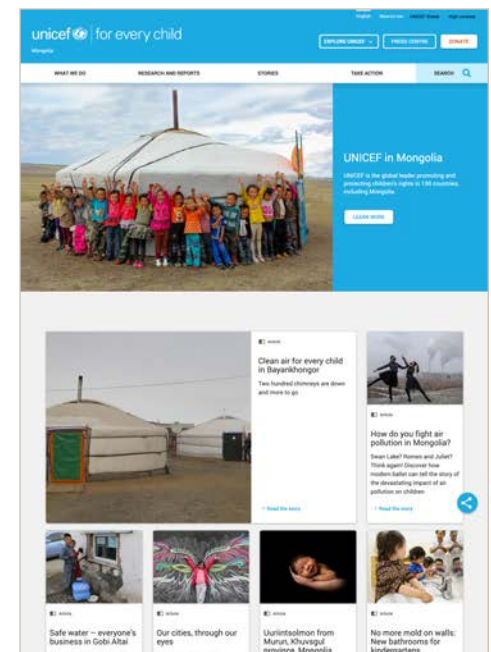 English
UNICEF Global
High contrast
unicef for every child
Mongolia
EXPLORE UNICEF
PRESS CENTRE
DONATE
WHAT WE DO
RESEARCH AND REPORTS
STORIES
TAKE ACTION
SEARCH
UNICEF in Mongolia
UNICEF is the global leader promoting and
protecting children's rights in 190 countries,
including Mongolia.
LEARN MORE
Article
Clean air for every child
in Bayankhongor
Two hundred chimneys are down
and more to go
Read the story
Article
How do you fight air
pollution in Mongolia?
Swan Lake? Romeo and Juliet?
Think again! Discover how
modern ballet can tell the story of
the devastating impact of air
pollution on children
Read the story
Article
Safe water – everyone's
business in Gobi Altai
Article
Our cities, through our
eyes
Article
Uuriintsolmon from
Murun, Khuvsgul
province, Mongolia
Article
No more mold on walls:
New bathrooms for
kindergartens